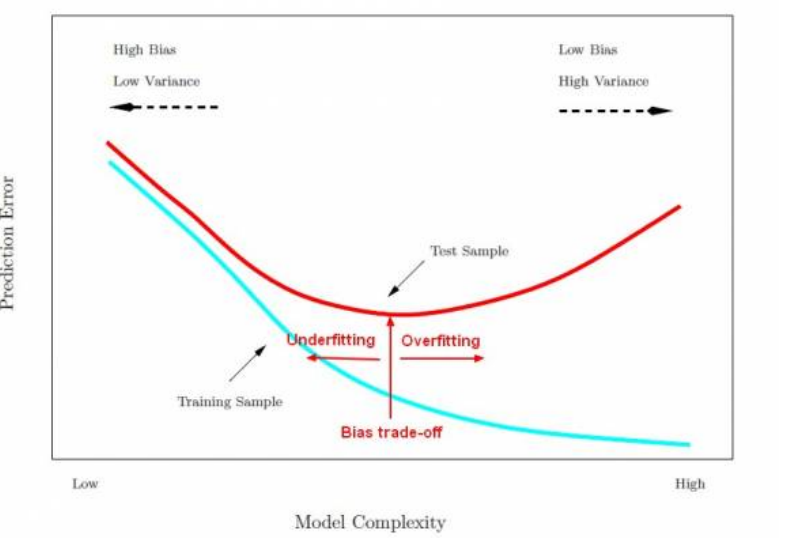 High Bias
Low Variance
Low Bias
High Variance
Prediction Error
Test Sample
Underfitting
Overfitting
Training Sample
Bias trade-off
Low
High
Model Complexity